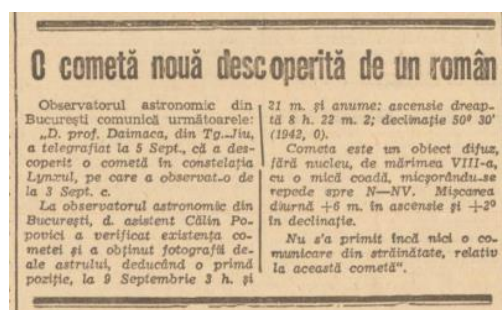 O cometă nouă descoperită de un român
Observatorul astronomic din
București comunică următoarele:
„D. prof. Daimaca, din Tg.-Jiu,
a telegrafiat la 5 Sept., că a des-
coperit o cometă în constelația
Lynxul, pe care a observat-o de
la 3 Sept. c.
La observatorul astronomic din
București, d. asistent Călin Po-
povici a verificat existența co-
metei și a obținut fotografii de-
ale astrului, deducând o primă
poziție, la 9 Septembrie 3 h. și
21 m. și anume: ascensie dreap-
tă 8 h. 22 m. 2; declinație 50º 30'
(1942, 0).
Cometa este un obiect difuz,
fără nucleu, de mărimea VIII-a,
cu o mică coadă, micșorându-se
repede spre N—NV. Mișcarea
diurnă +6 m. în ascensie și +2º
în declinație.
Nu s'a primit încă nici o co-
municare din străinătate, relativ
la această cometă“.